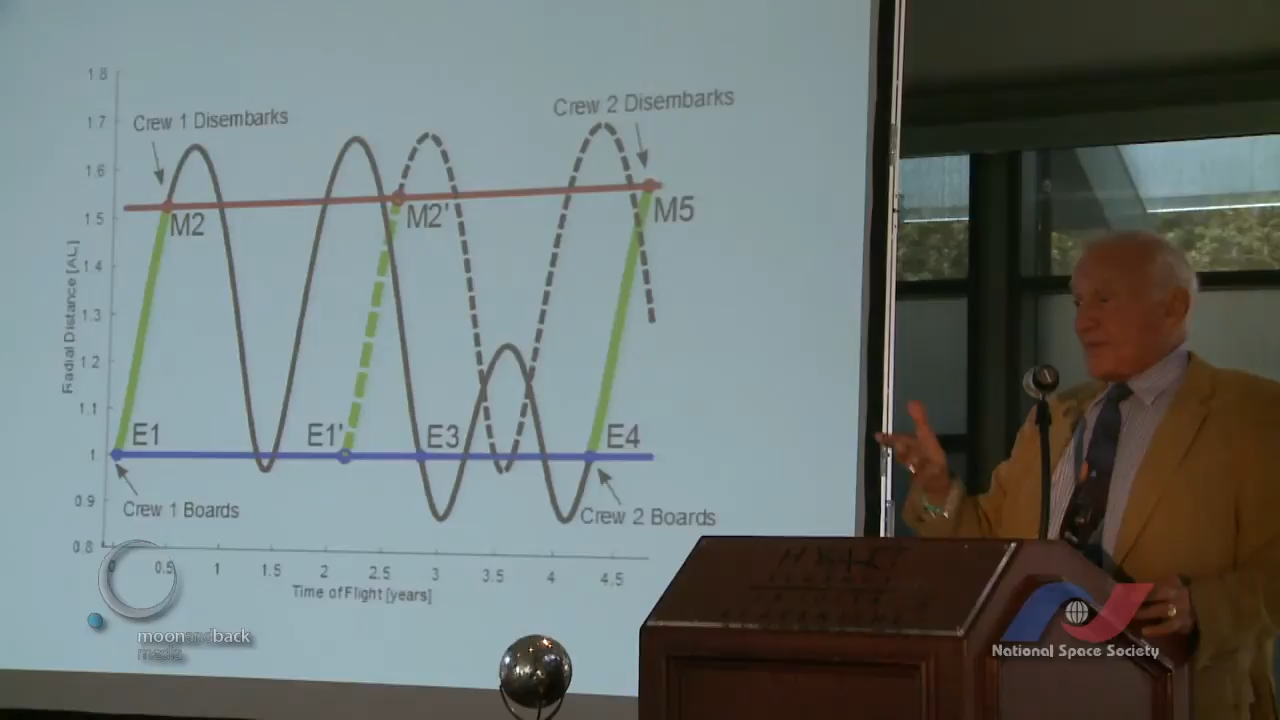 1.8
1.7
1.6
1.5
1.4
1.3
1.2
1.1
1
0.9
0.8
Radial Distance [AU]
Crew 1 Disembarks
Crew 2 Disembarks
M2
M2'
M5
E1
E1'
E3
E4
Crew 1 Boards
Crew 2 Boards
0 0.5 1 1.5 2 2.5 3 3.5 4 4.5
Time of Flight [years]
moonandback
media
National Space Society